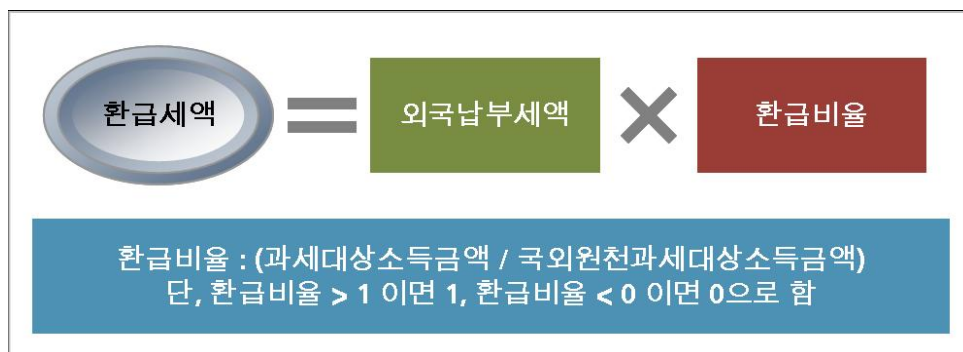 환급세액 = 외국납부세액 × 환급비율
환급비율 : (과세대상소득금액 / 국외원천과세대상소득금액)
단, 환급비율 > 1 이면 1, 환급비율 < 0 이면 0으로 함